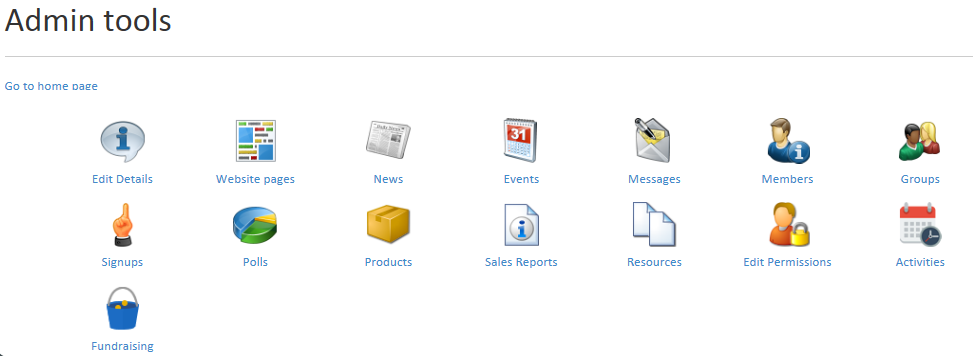 Admin tools
Go to home page
Edit Details
Website pages
News
Events
Messages
Members
Groups
Signups
Polls
Products
Sales Reports
Resources
Edit Permissions
Activities
Fundraising
31